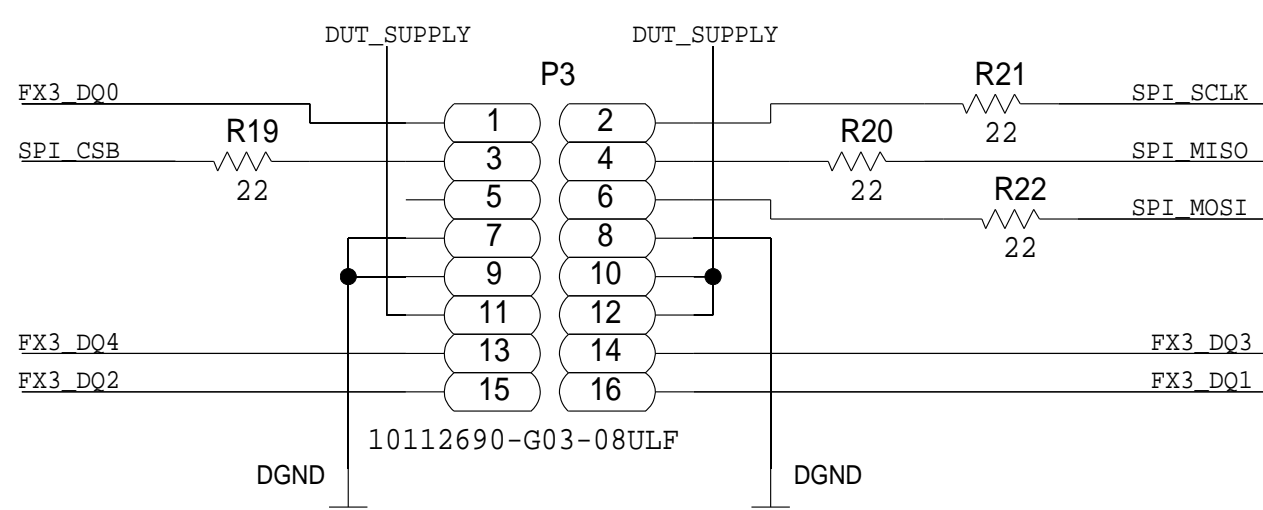 DUT_SUPPLY DUT_SUPPLY
P3
R21
FX3_DQ0 SPI_SCLK
1 2
R19 R20 22
SPI_CSB SPI_MISO
3 4
22 22
R22
5 6
SPI_MOSI
7 8
22
9 10
11 12
FX3_DQ4 FX3_DQ3
13 14
FX3_DQ2 FX3_DQ1
15 16
10112690-G03-08ULF
DGND DGND